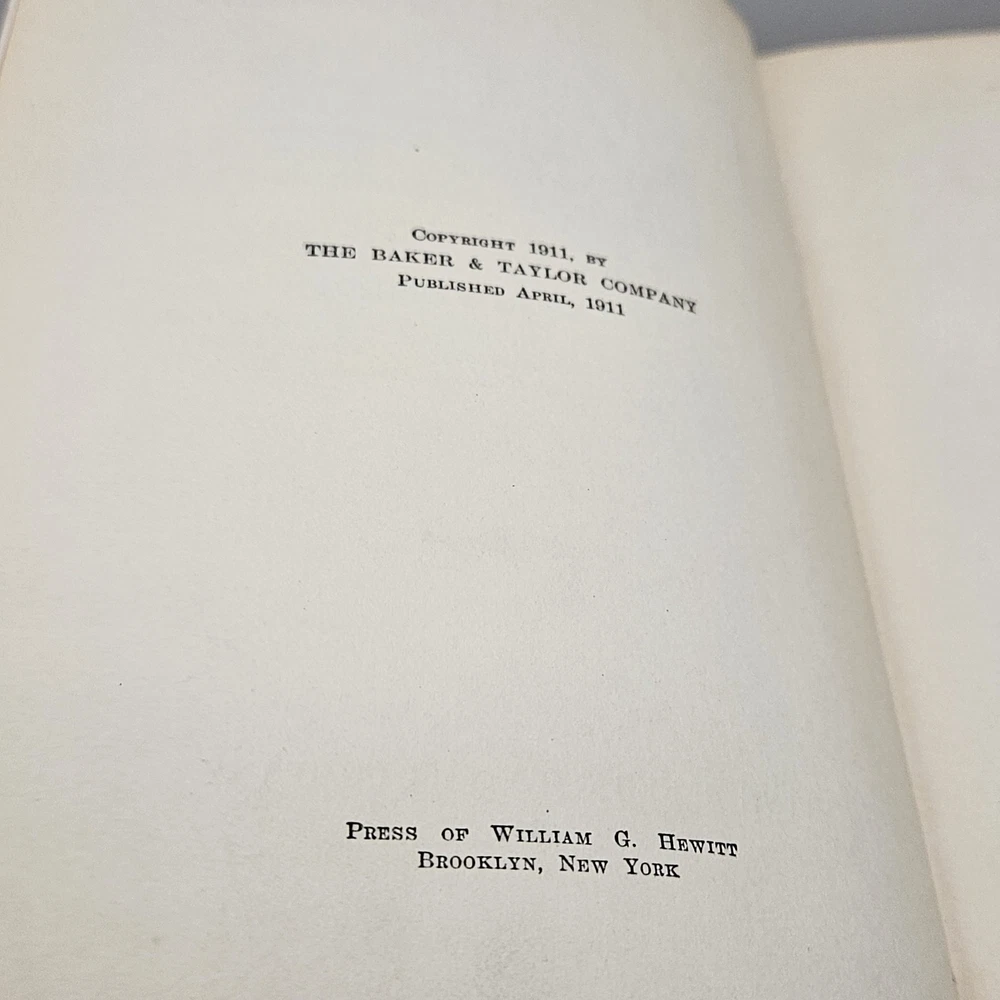 Copyright 1911, by
THE BAKER & TAYLOR COMPANY
Published April, 1911
Press of William G. Hewitt
Brooklyn, New York